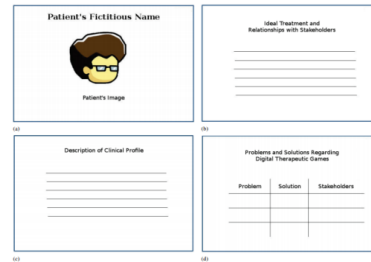 Patient's Fictitious Name
Patient's Image
(a)
Ideal Treatment and
Relationships with Stakeholders
(b)
Description of Clinical Profile
(c)
Problems and Solutions Regarding
Digital Therapeutic Games
Problem Solution Stakeholders
(d)